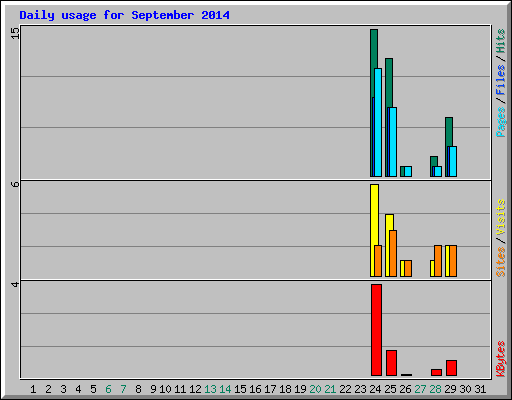 Daily usage for September 2014
15
6
4
Pages / Files / Hits
Sites / Visits
KBytes
1 2 3 4 5 6 7 8 9 10 11 12 13 14 15 16 17 18 19 20 21 22 23 24 25 26 27 28 29 30 31